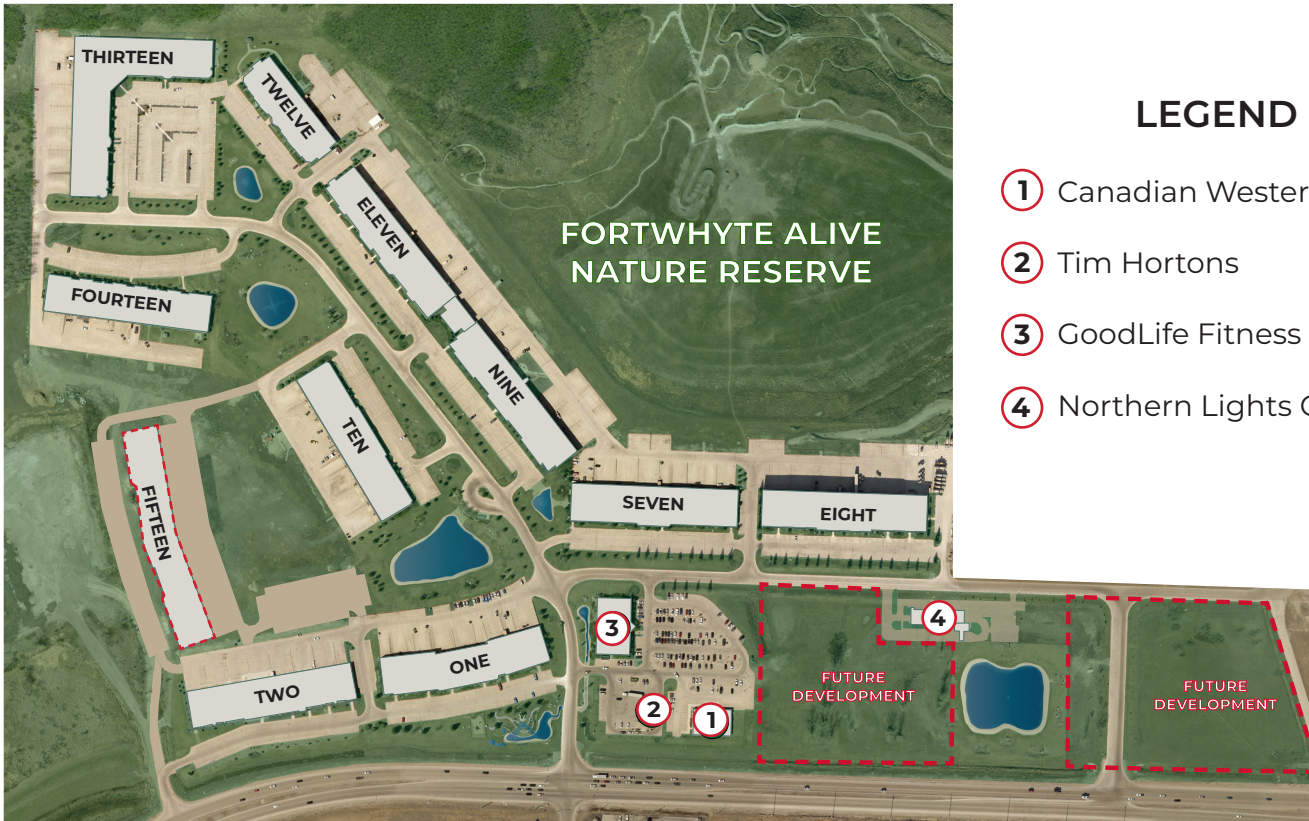 THIRTEEN
TWELVE
ELEVEN
FORTWHYTE ALIVE
NATURE RESERVE
FOURTEEN
NINE
TEN
FIFTEEN
SEVEN
EIGHT
ONE
TWO
3
2
1
4
FUTURE
DEVELOPMENT
FUTURE
DEVELOPMENT
LEGEND
1 Canadian Wester
2 Tim Hortons
3 GoodLife Fitness
4 Northern Lights